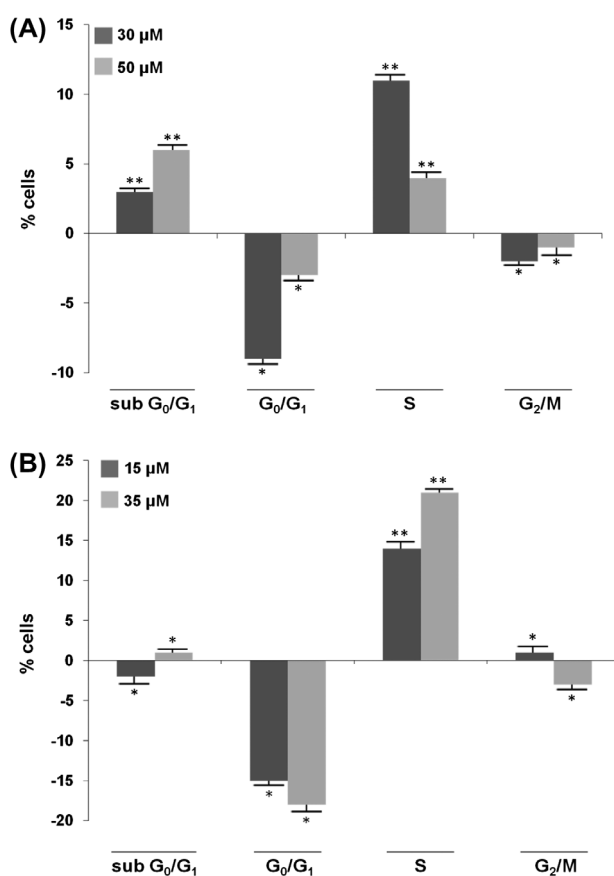 (A)
30 µM
50 µM
% cells
15
10
5
0
-5
-10
** ** * * ** ** * *
sub G₀/G₁ G₀/G₁ S G₂/M
(B)
15 µM
35 µM
% cells
25
20
15
10
5
0
-5
-10
-15
-20
* * * * ** ** * *
sub G₀/G₁ G₀/G₁ S G₂/M